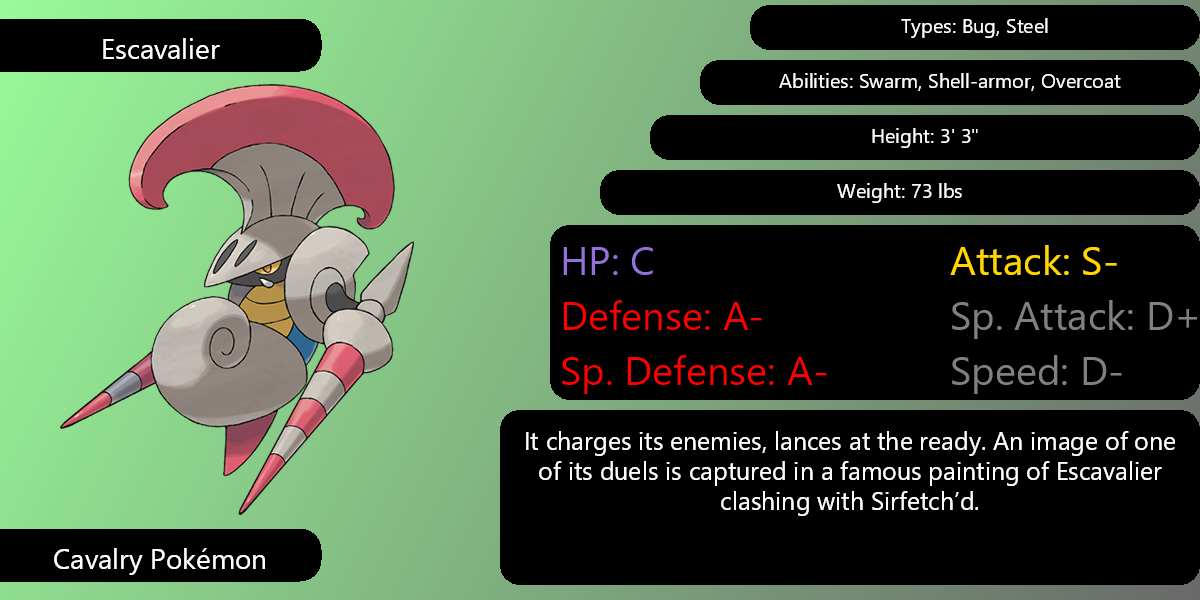 Escavalier
Types: Bug, Steel
Abilities: Swarm, Shell-armor, Overcoat
Height: 3' 3"
Weight: 73 lbs
HP: C
Attack: S-
Defense: A-
Sp. Attack: D+
Sp. Defense: A-
Speed: D-
It charges its enemies, lances at the ready. An image of one
of its duels is captured in a famous painting of Escavalier
clashing with Sirfetch’d.
Cavalry Pokémon